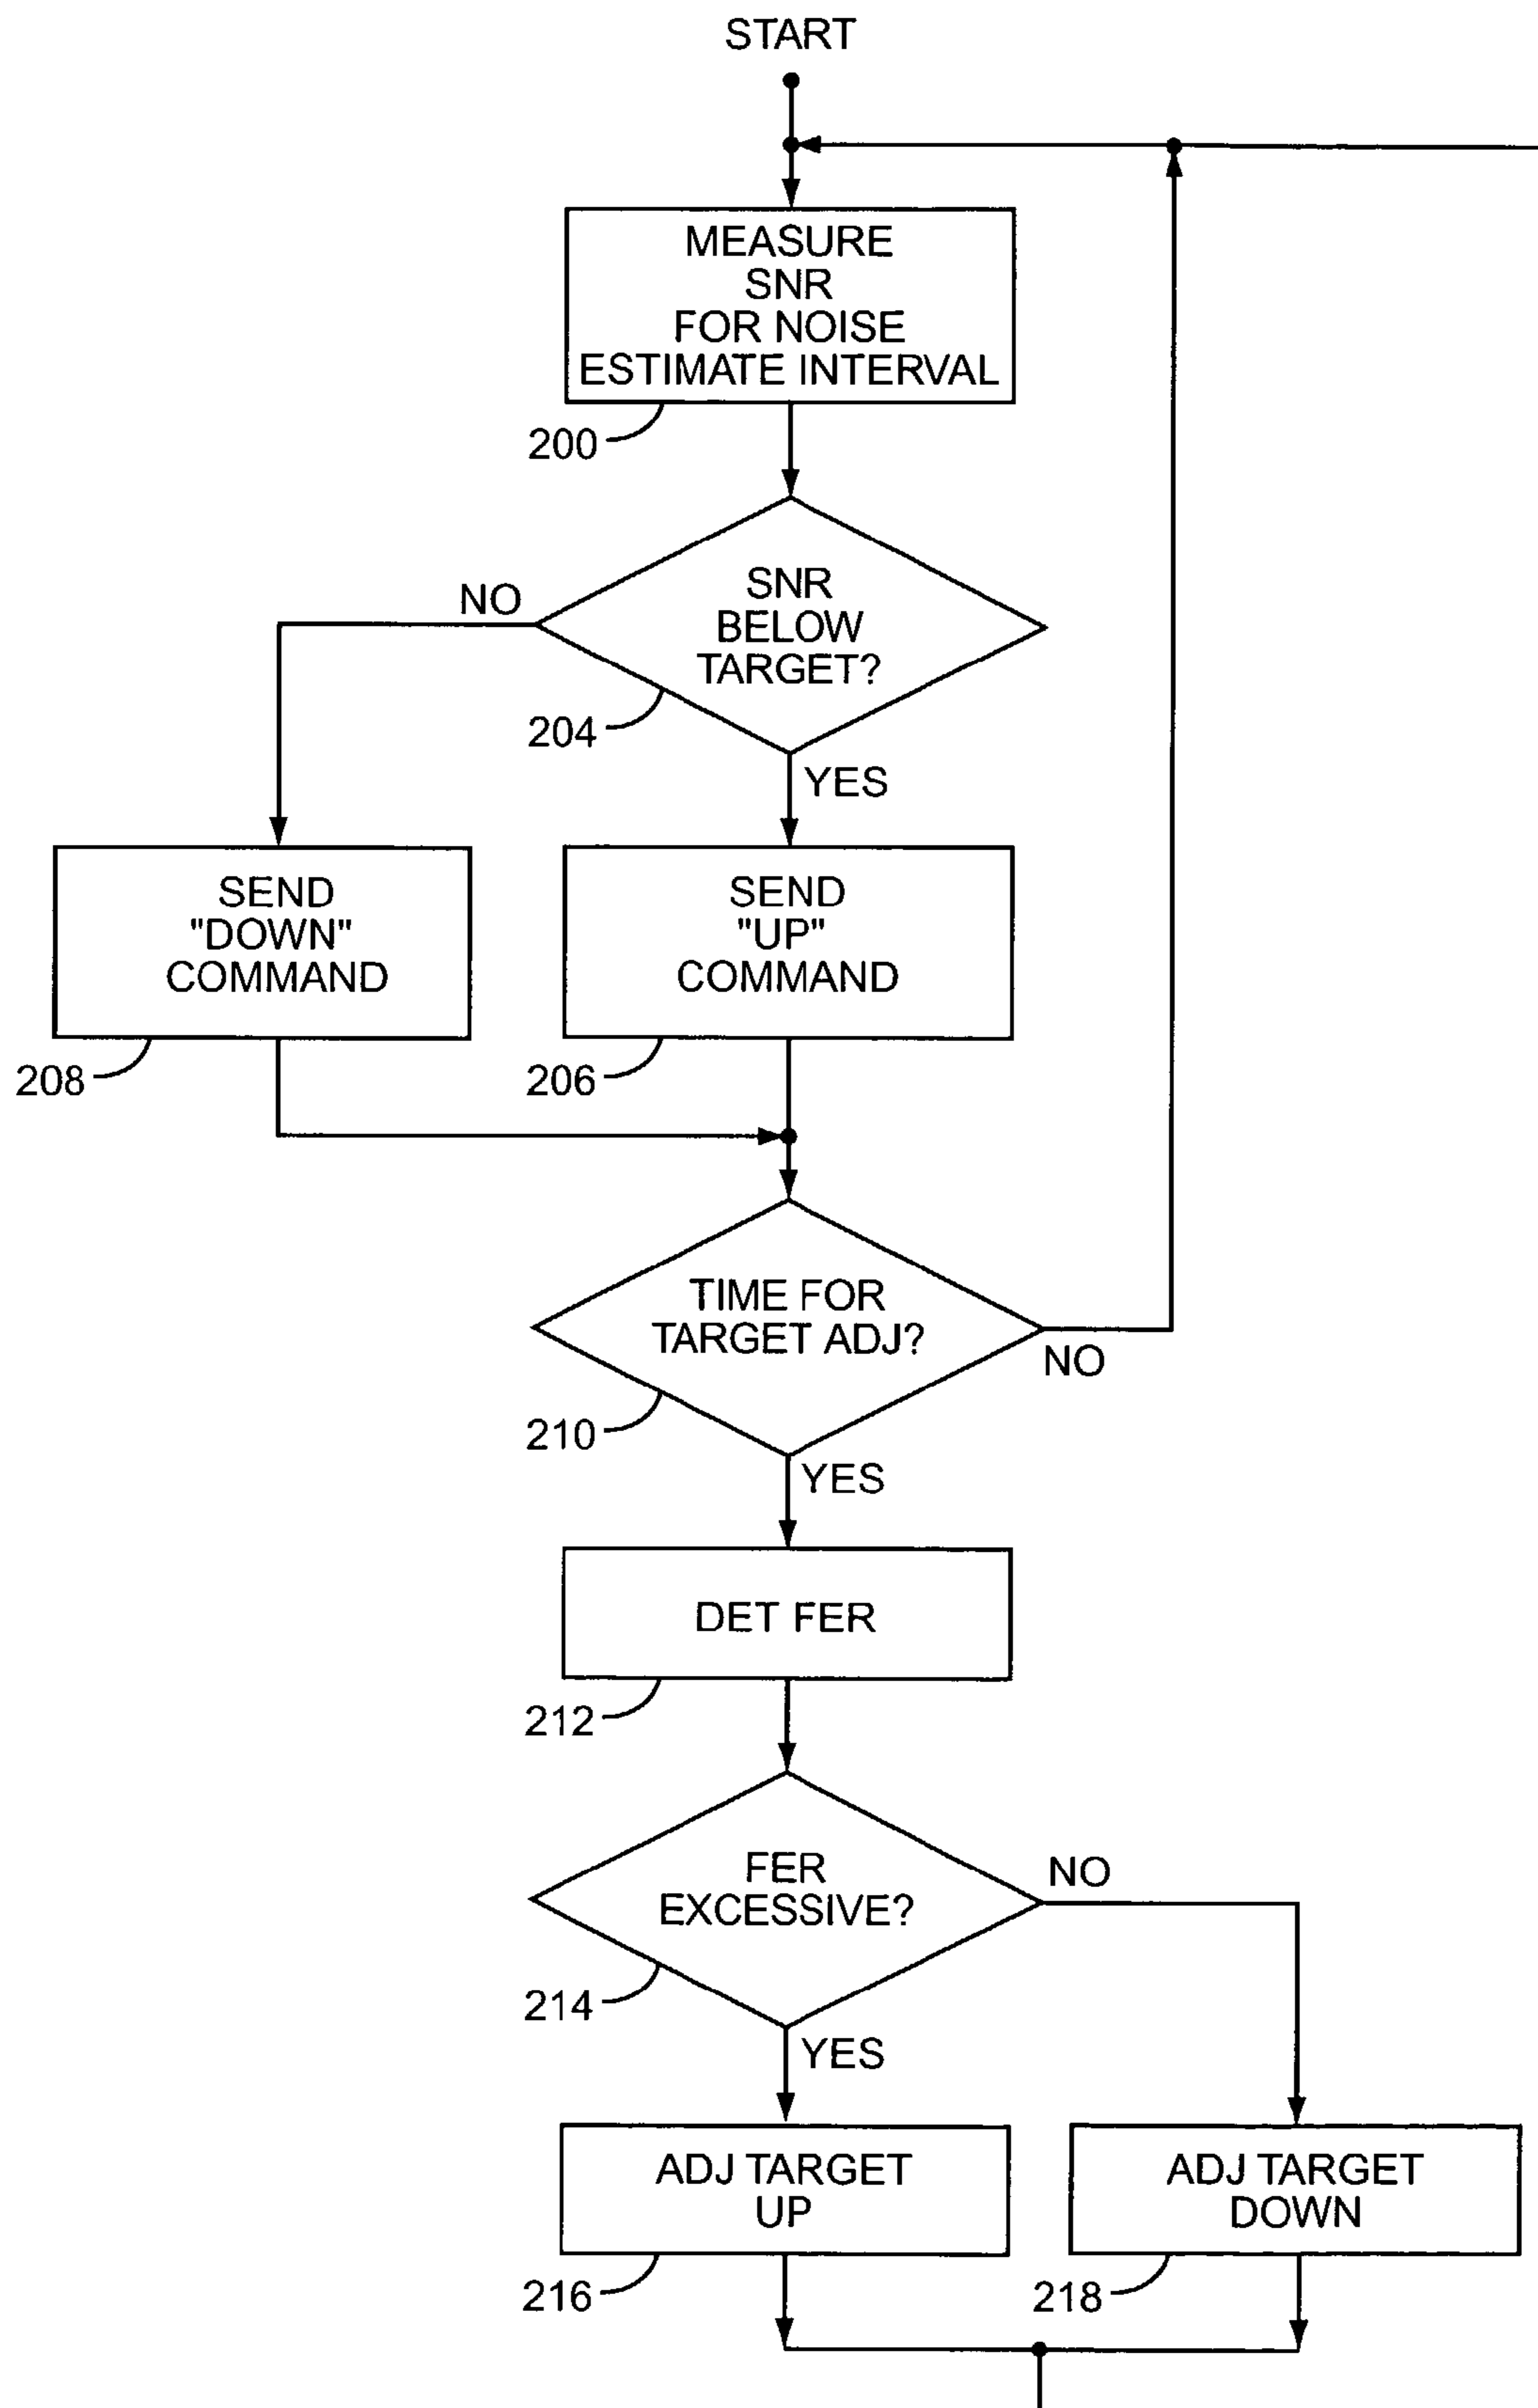 START
MEASURE
SNR
FOR NOISE
ESTIMATE INTERVAL
200
SNR
BELOW
TARGET?
NO
204
YES
SEND
"DOWN"
COMMAND
208
SEND
"UP"
COMMAND
206
TIME FOR
TARGET ADJ?
NO
210
YES
DET FER
212
FER
EXCESSIVE?
NO
214
YES
ADJ TARGET
UP
216
ADJ TARGET
DOWN
218